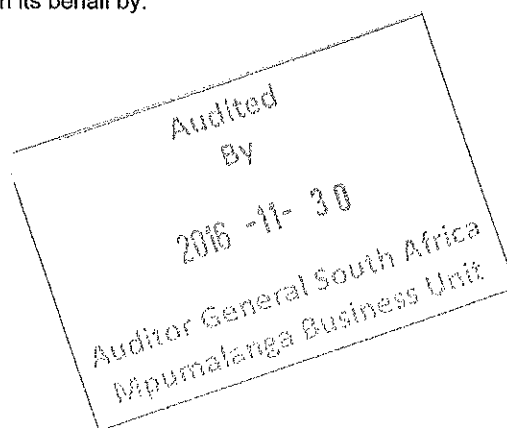 n its behalf by:
Audited
By
2016 -11- 30
Auditor General South Africa
Mpumalanga Business Unit